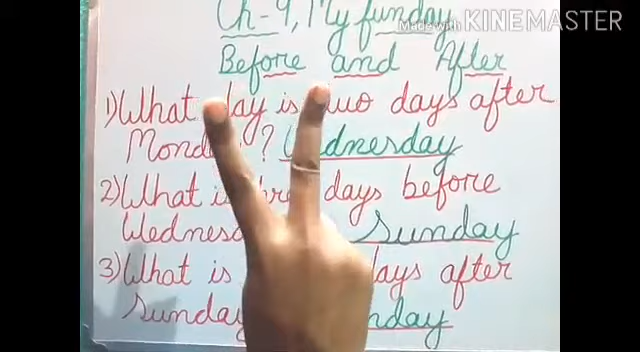 Ch-9, My funday
Made with KINEMASTER
Before and After
1) What day is two days after
Monday? Wednesday
2) What is days before
Wednesday Sunday
3) What is days after
Sunday